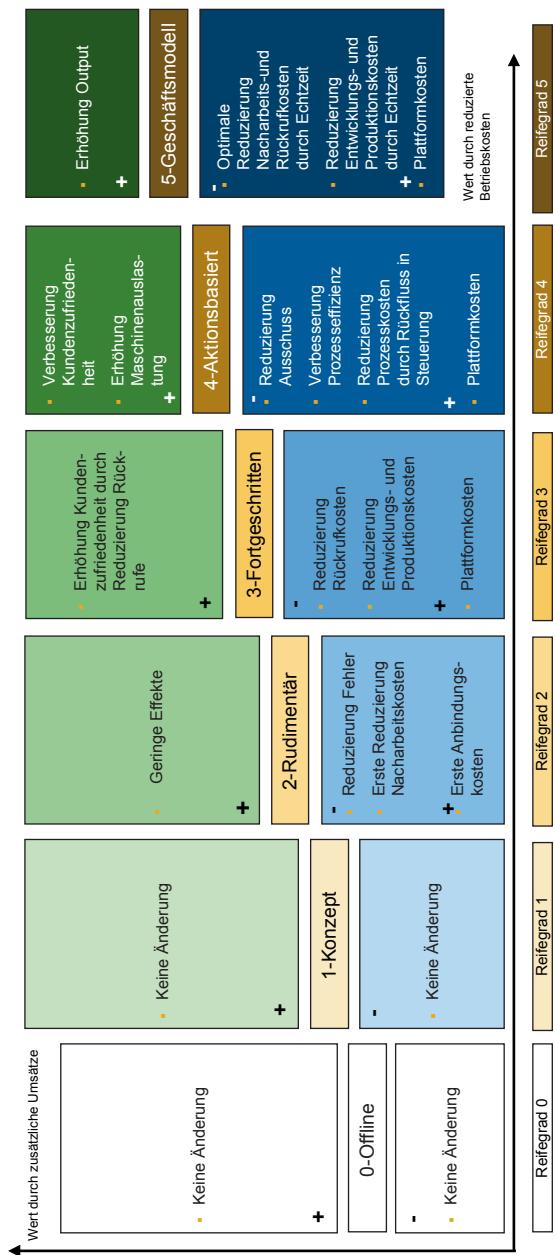 Wert durch zusätzliche Umsätze
Keine Änderung
+
0-Offline
-
Keine Änderung
Reifegrad 0
Keine Änderung
+
1-Konzept
-
Keine Änderung
Reifegrad 1
Geringe Effekte
+
2-Rudimentär
-
Reduzierung Fehler
Erste Reduzierung
Nacharbeitskosten
+
Erste Anbindungs-
kosten
Reifegrad 2
Erhöhung Kunden-
zufriedenheit durch
Reduzierung Rück-
rufe
+
3-Fortgeschritten
-
Reduzierung
Rückrufkosten
Reduzierung
Entwicklungs- und
Produktionskosten
+
Plattformkosten
Reifegrad 3
Verbesserung
Kundenzufrieden-
heit
Erhöhung
Maschinenauslas-
tung
+
4-Aktionsbasiert
-
Reduzierung
Ausschuss
Verbesserung
Prozesseffizienz
Reduzierung
Prozesskosten
durch Rückfluss in
Steuerung
+
Plattformkosten
Reifegrad 4
Erhöhung Output
+
5-Geschäftsmodell
-
Optimale
Reduzierung
Nacharbeits-und
Rückrufkosten
durch Echtzeit
Reduzierung
Entwicklungs- und
Produktionskosten
durch Echtzeit
+
Plattformkosten
Wert durch reduzierte
Betriebskosten
Reifegrad 5